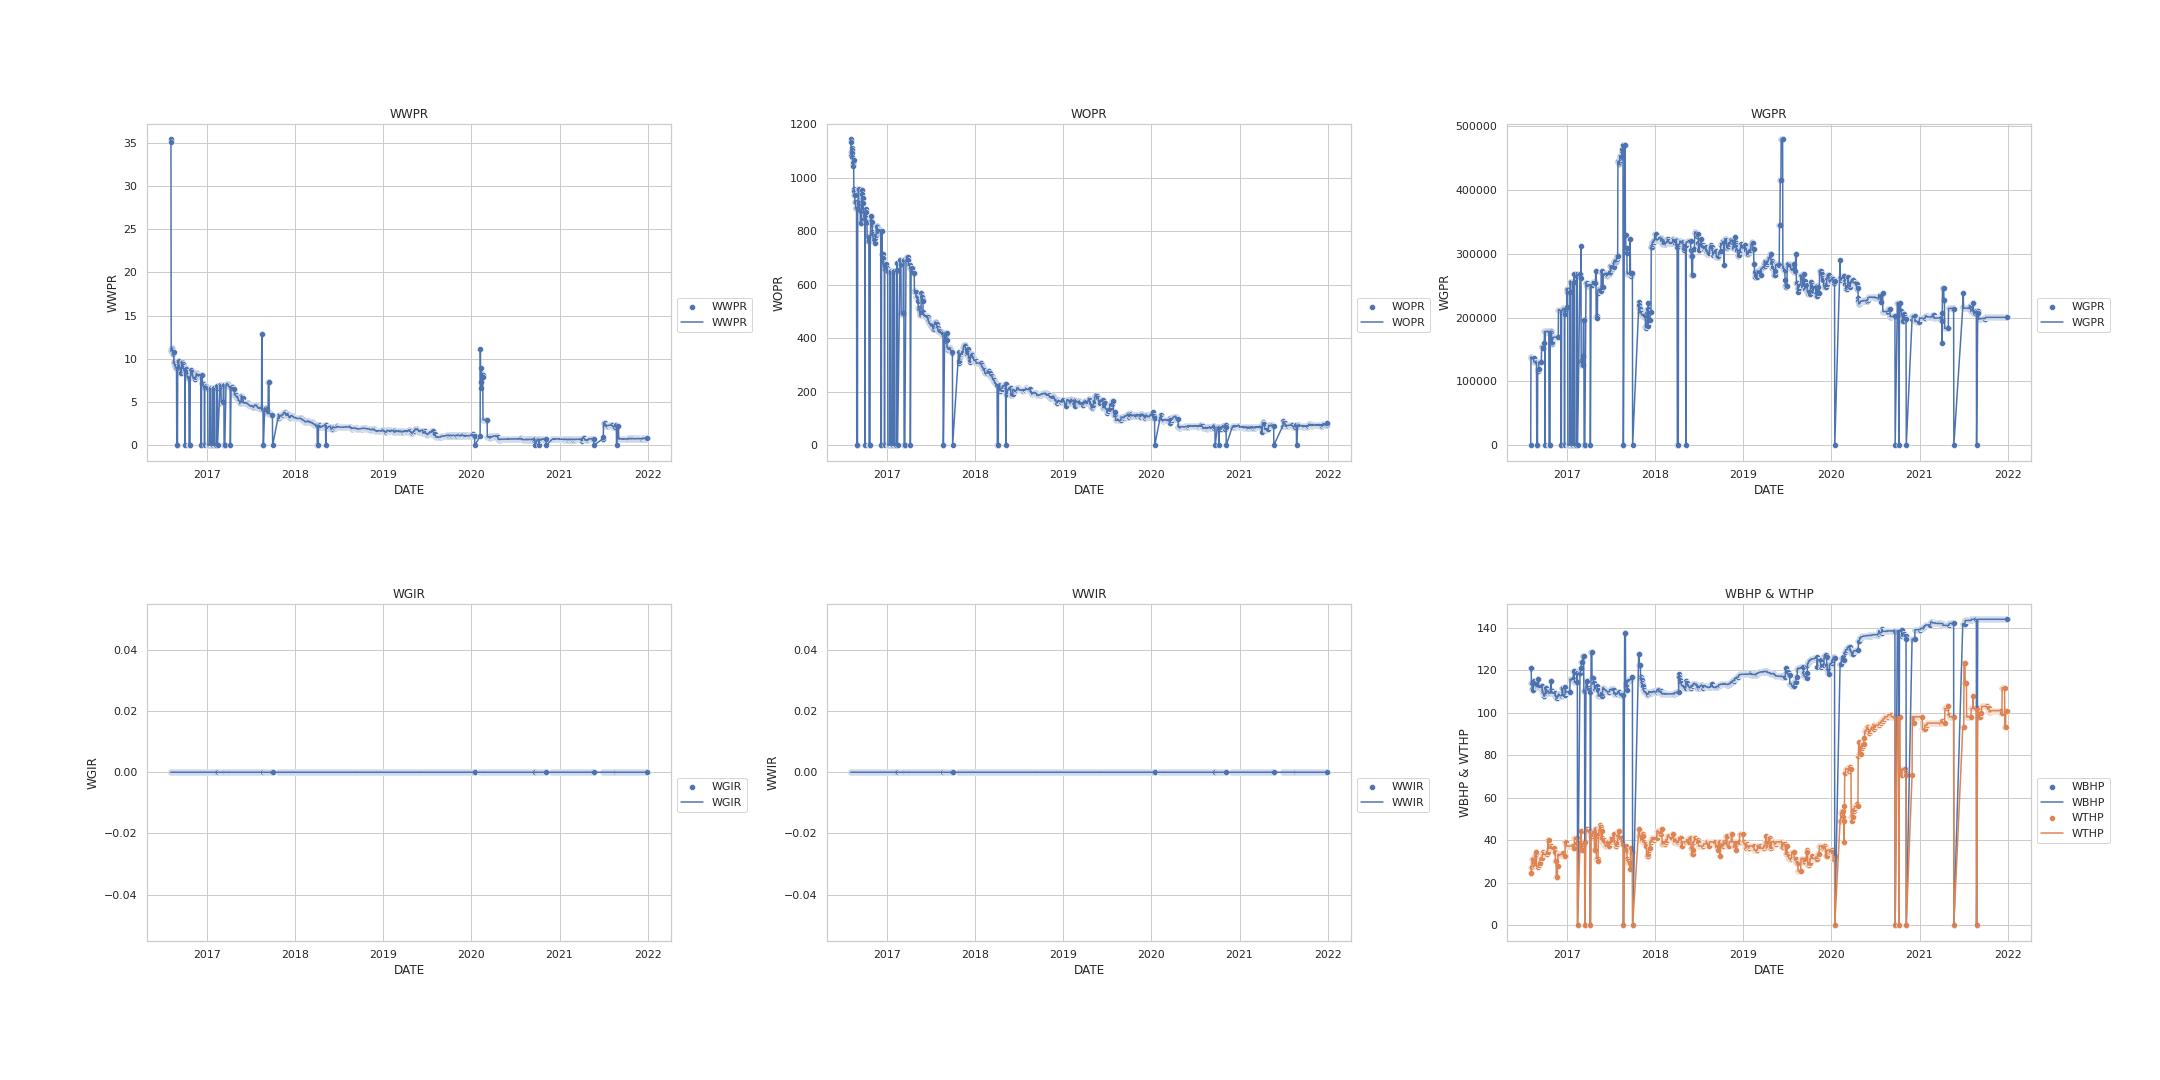 WWPR
35
30
25
20
15
10
5
0
WWPR
2017 2018 2019 2020 2021 2022
DATE
WWPR
WWPR
WOPR
1200
1000
800
600
400
200
0
WOPR
2017 2018 2019 2020 2021 2022
DATE
WOPR
WOPR
WGPR
500000
400000
300000
200000
100000
0
WGPR
2017 2018 2019 2020 2021 2022
DATE
WGPR
WGPR
WGIR
0.04
0.02
0.00
−0.02
−0.04
WGIR
2017 2018 2019 2020 2021 2022
DATE
WGIR
WGIR
WWIR
0.04
0.02
0.00
−0.02
−0.04
WWIR
2017 2018 2019 2020 2021 2022
DATE
WWIR
WWIR
WBHP & WTHP
140
120
100
80
60
40
20
0
WBHP & WTHP
2017 2018 2019 2020 2021 2022
DATE
WBHP
WBHP
WTHP
WTHP